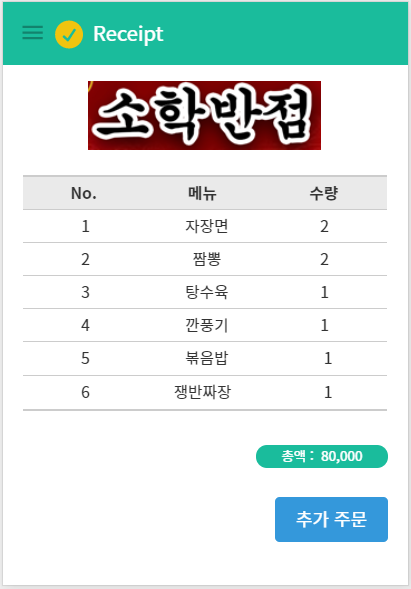 Receipt
소학반점
No. 메뉴 수량
1 자장면 2
2 짬뽕 2
3 탕수육 1
4 깐풍기 1
5 볶음밥 1
6 쟁반짜장 1
총액 : 80,000
추가 주문